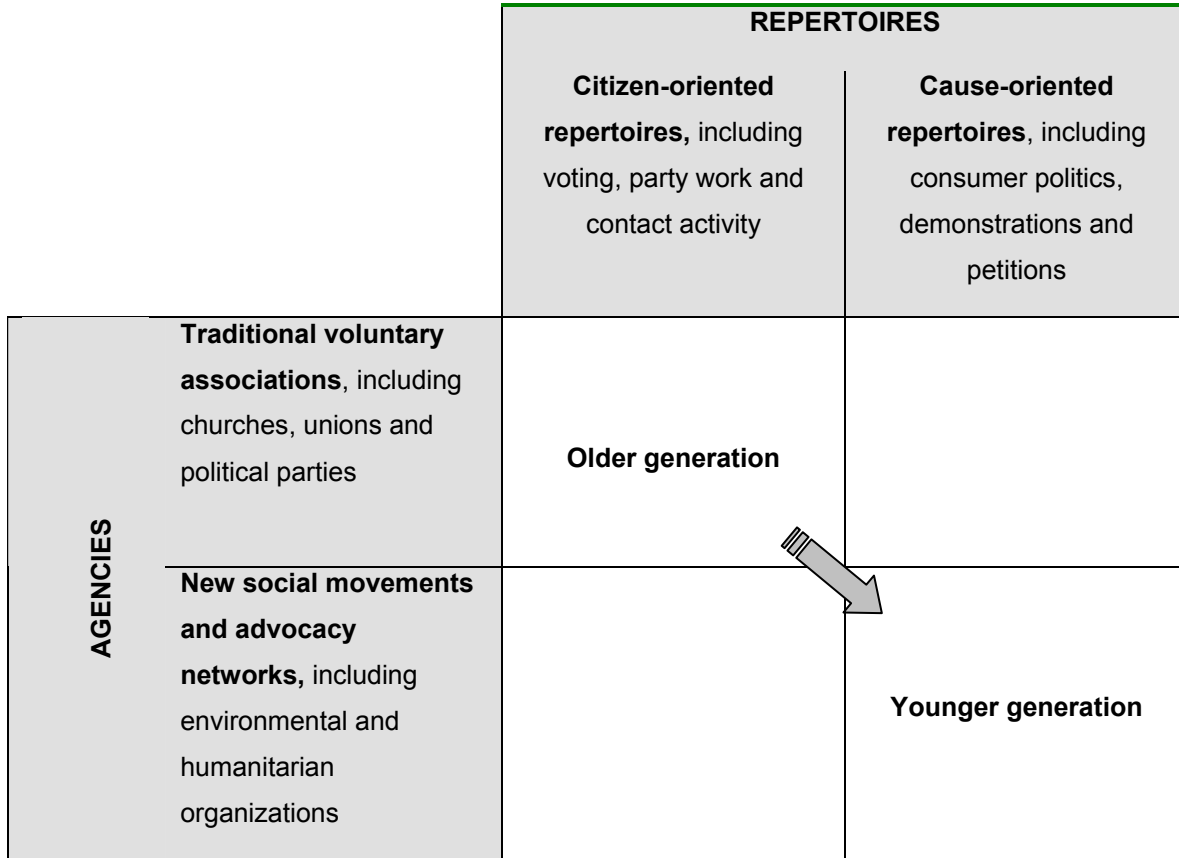 REPERTOIRES
Citizen-oriented
repertoires, including
voting, party work and
contact activity
Cause-oriented
repertoires, including
consumer politics,
demonstrations and
petitions
AGENCIES
Traditional voluntary
associations, including
churches, unions and
political parties
Older generation
New social movements
and advocacy
networks, including
environmental and
humanitarian
organizations
Younger generation